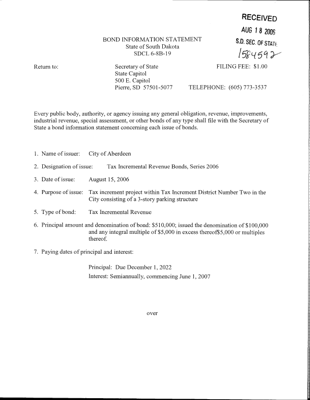 RECEIVED
AUG 18 2006
S.D. SEC. OF STATE
1584592
BOND INFORMATION STATEMENT
State of South Dakota
SDCL 6-8B-19
Return to: Secretary of State FILING FEE: $1.00
State Capitol
500 E. Capitol
Pierre, SD 57501-5077 TELEPHONE: (605) 773-3537
Every public body, authority, or agency issuing any general obligation, revenue, improvements,
industrial revenue, special assessment, or other bonds of any type shall file with the Secretary of
State a bond information statement concerning each issue of bonds.
1. Name of issuer: City of Aberdeen
2. Designation of issue: Tax Incremental Revenue Bonds, Series 2006
3. Date of issue: August 15, 2006
4. Purpose of issue: Tax increment project within Tax Increment District Number Two in the
City consisting of a 3-story parking structure
5. Type of bond: Tax Incremental Revenue
6. Principal amount and denomination of bond: $510,000; issued the denomination of $100,000
and any integral multiple of $5,000 in excess thereof$5,000 or multiples
thereof.
7. Paying dates of principal and interest:
Principal: Due December 1, 2022
Interest: Semiannually, commencing June 1, 2007
over